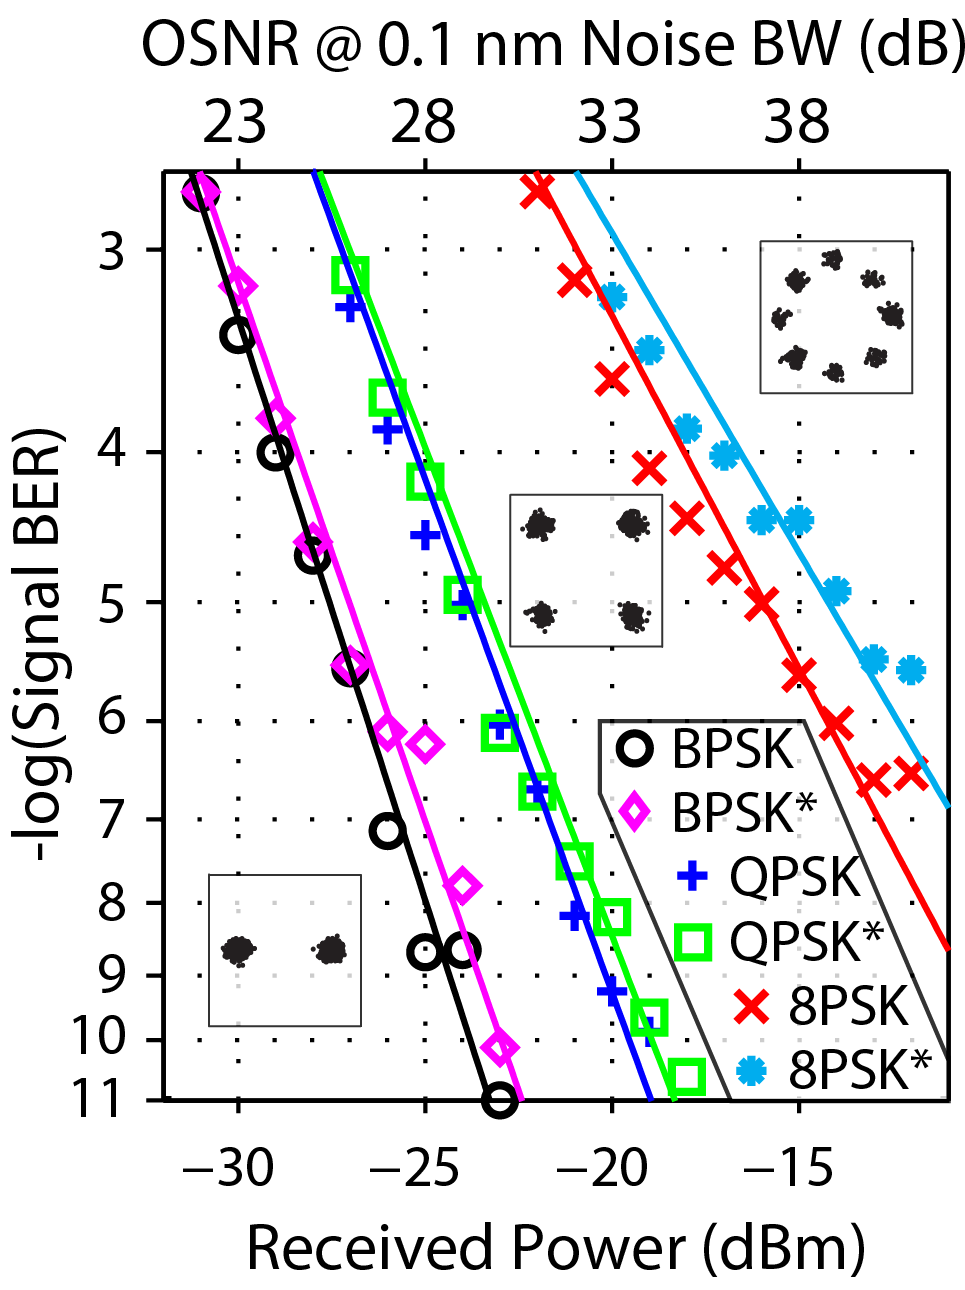 OSNR @ 0.1 nm Noise BW (dB)
23 28 33 38
-log(Signal BER)
3
4
5
6
7
8
9
10
11
BPSK
BPSK*
QPSK
QPSK*
8PSK
8PSK*
−30 −25 −20 −15
Received Power (dBm)